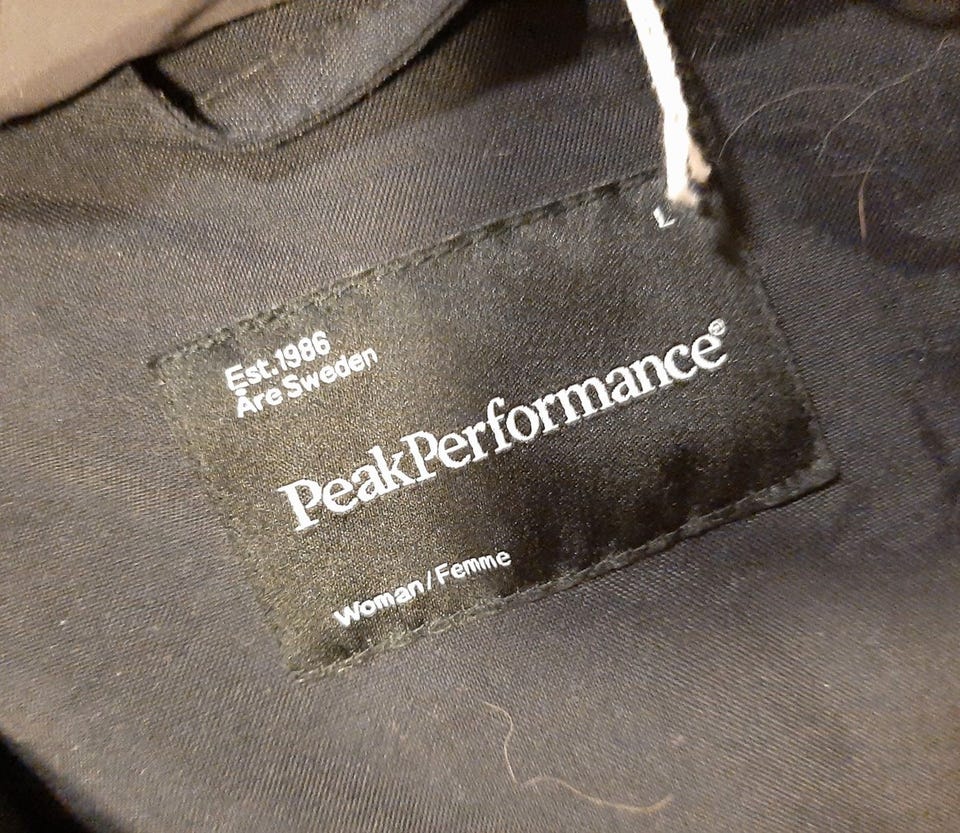 L
Est.1986
Åre Sweden
PeakPerformance®
Woman/Femme